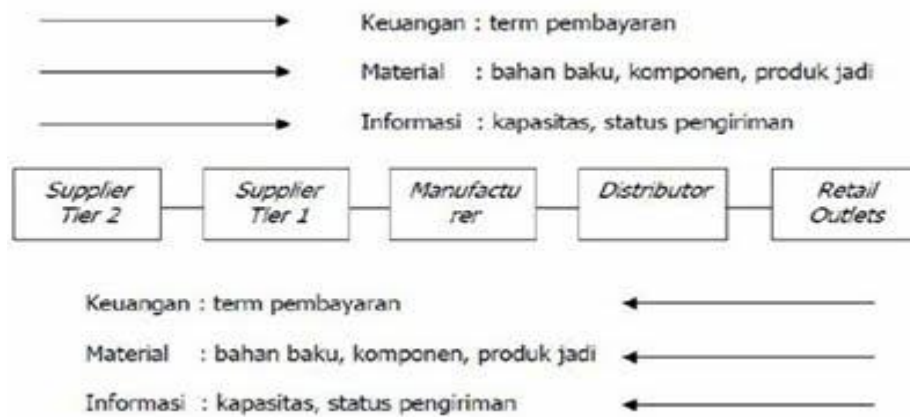 Keuangan : term pembayaran
Material : bahan baku, komponen, produk jadi
Informasi : kapasitas, status pengiriman
Supplier Tier 2
Supplier Tier 1
Manufactu rer
Distributor
Retail Outlets
Keuangan : term pembayaran
Material : bahan baku, komponen, produk jadi
Informasi : kapasitas, status pengiriman